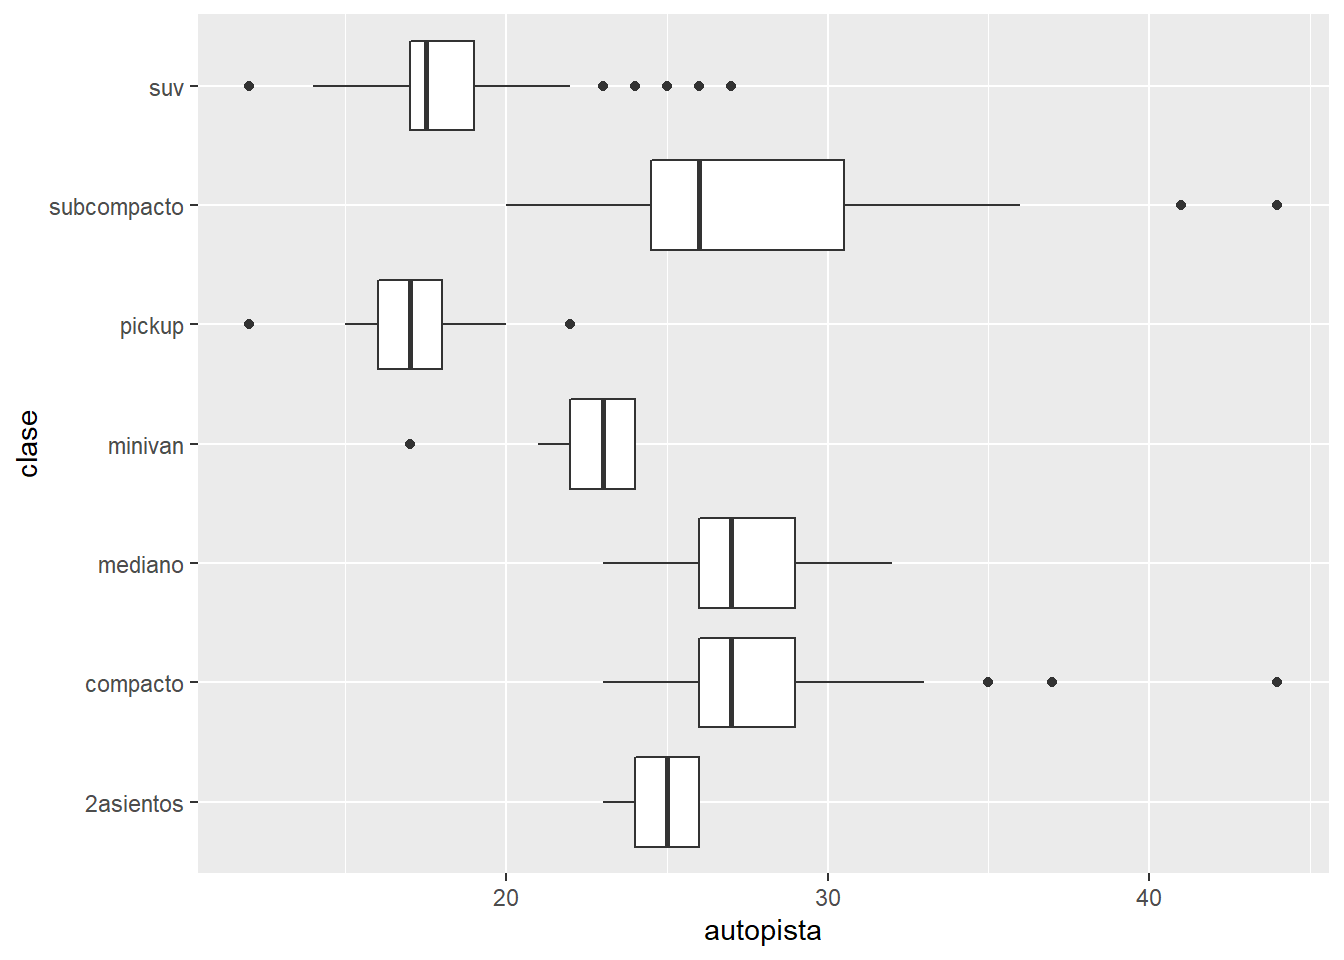 clase
suv
subcompacto
pickup
minivan
mediano
compacto
2asientos
20 30 40
autopista